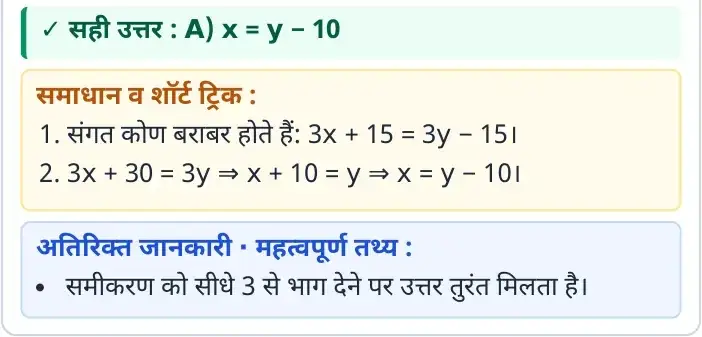 ✓ सही उत्तर : A) x = y − 10
समाधान व शॉर्ट ट्रिक :
1. संगत कोण बराबर होते हैं: 3x + 15 = 3y − 15।
2. 3x + 30 = 3y ⇒ x + 10 = y ⇒ x = y − 10।
अतिरिक्त जानकारी · महत्वपूर्ण तथ्य :
• समीकरण को सीधे 3 से भाग देने पर उत्तर तुरंत मिलता है।